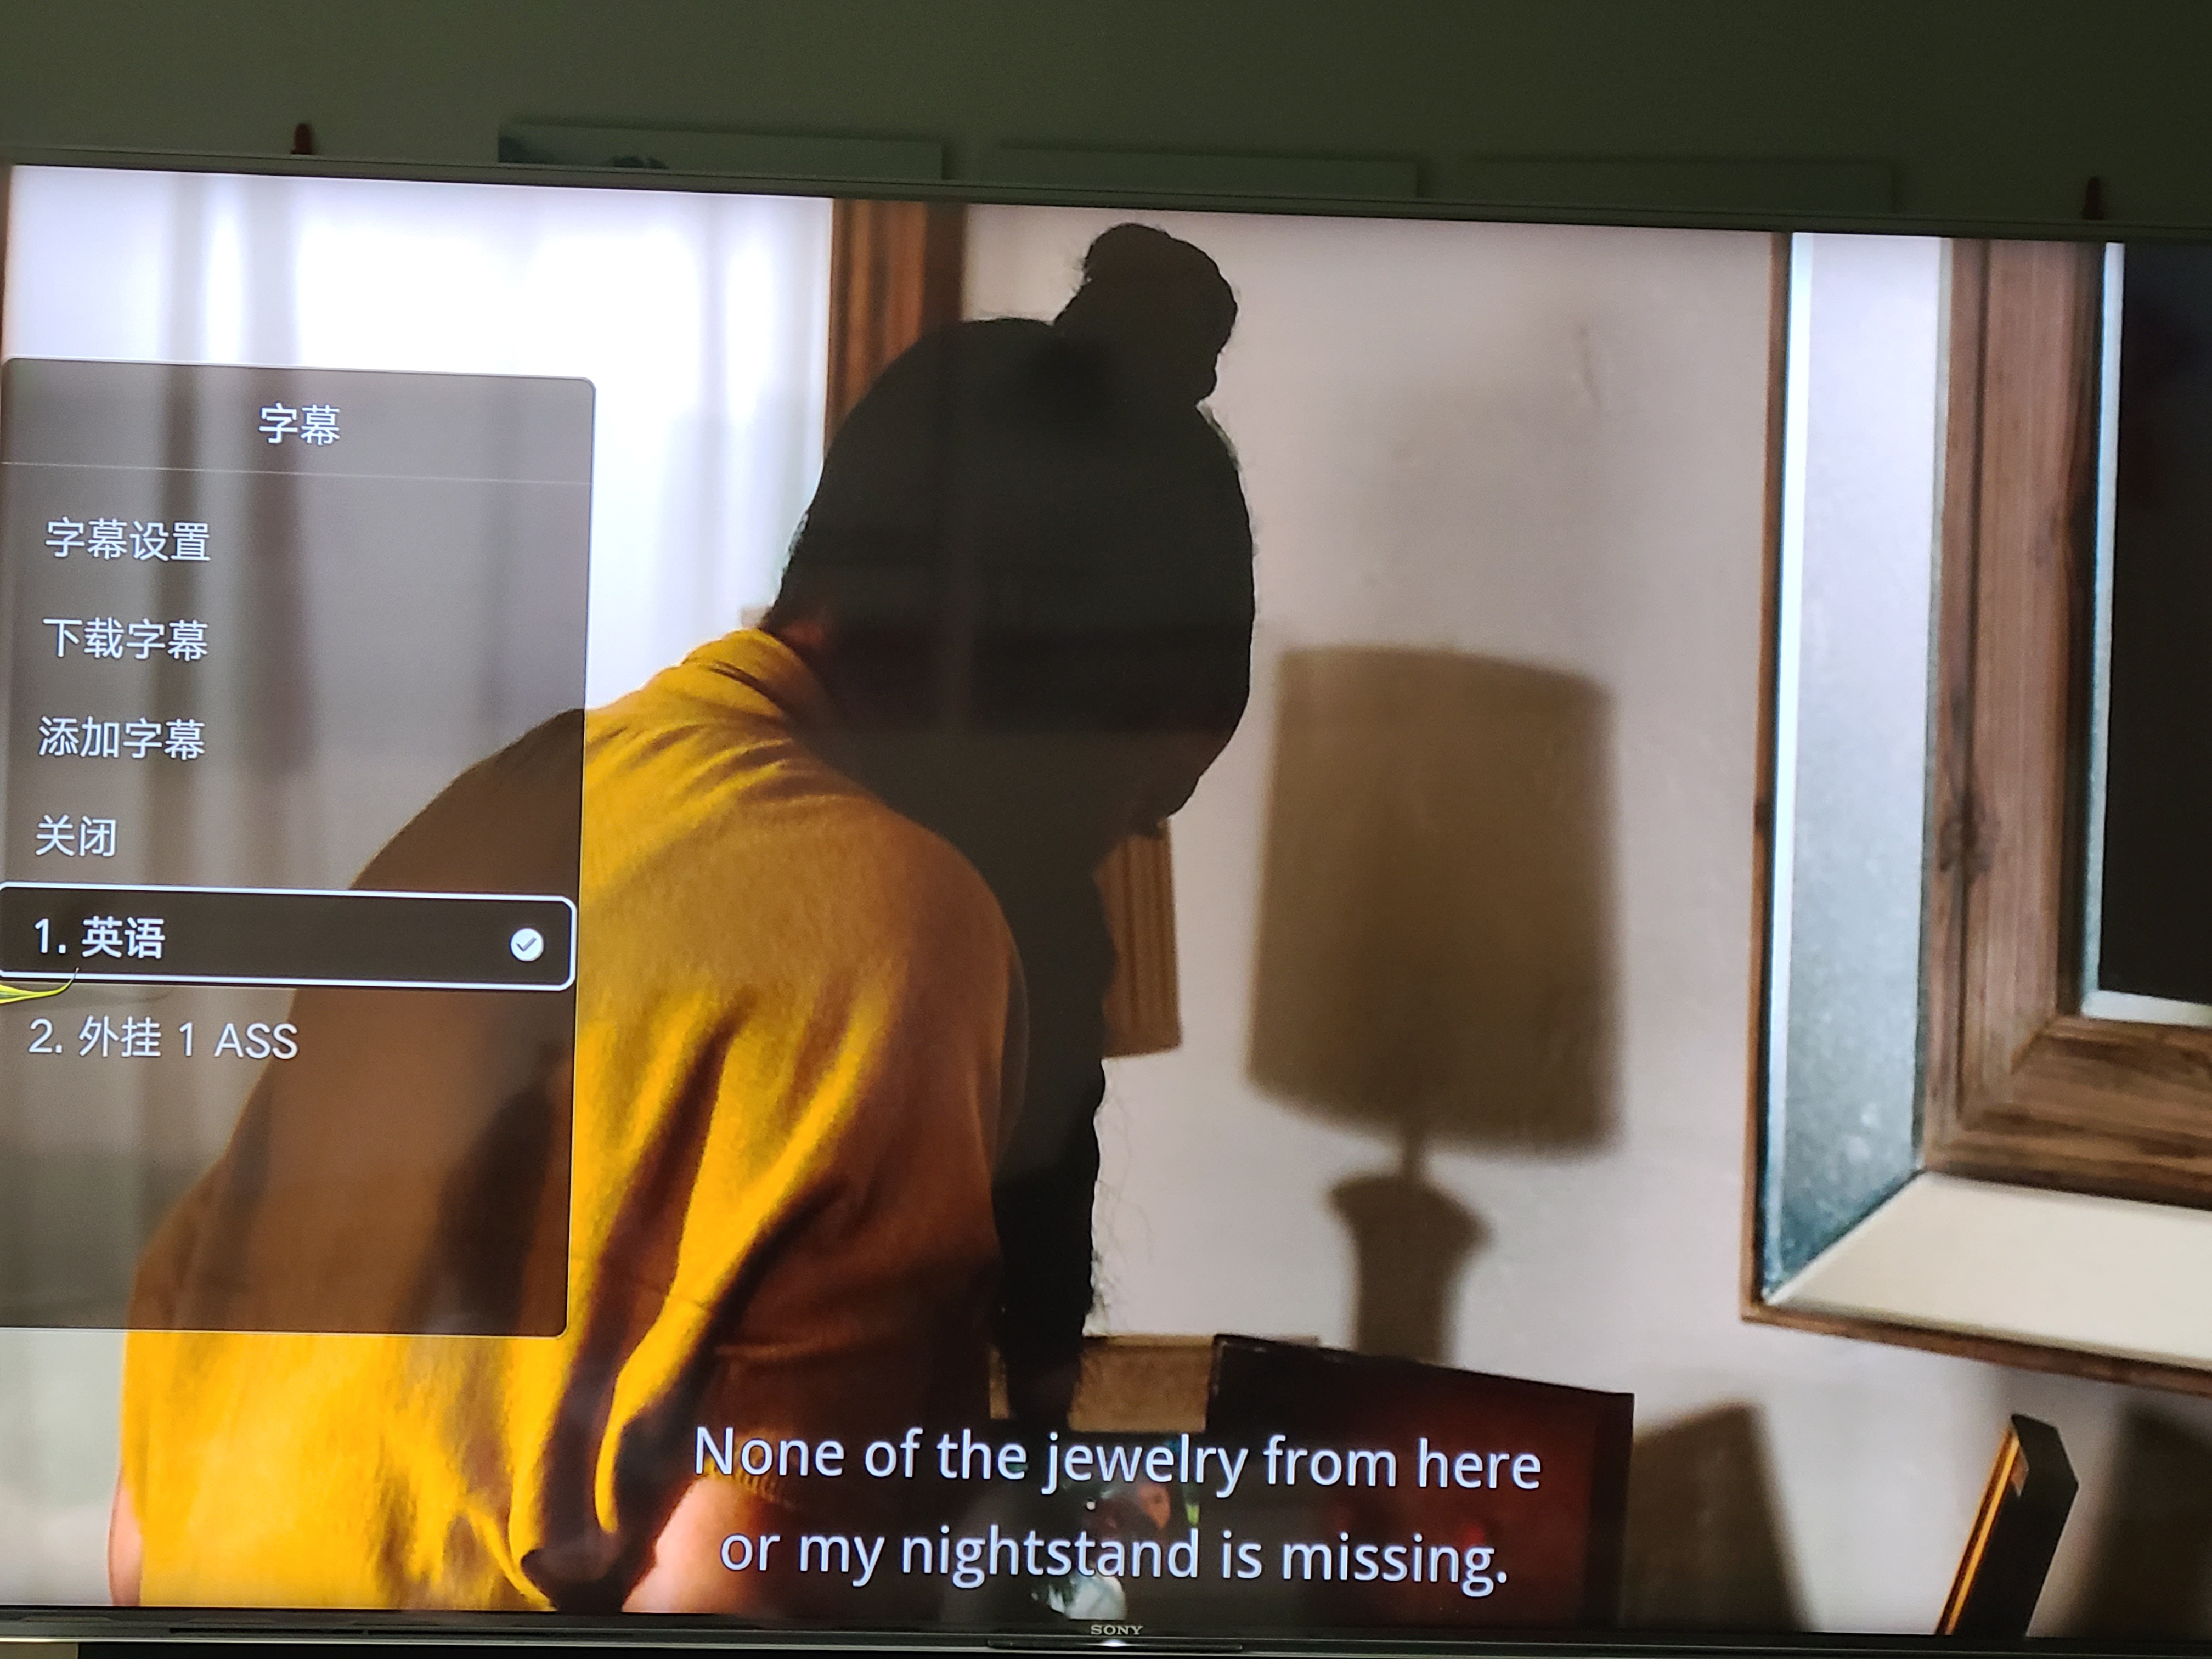 字幕
字幕设置
下载字幕
添加字幕
关闭
1. 英语
2. 外挂 1 ASS
None of the jewelry from here
or my nightstand is missing.
SONY